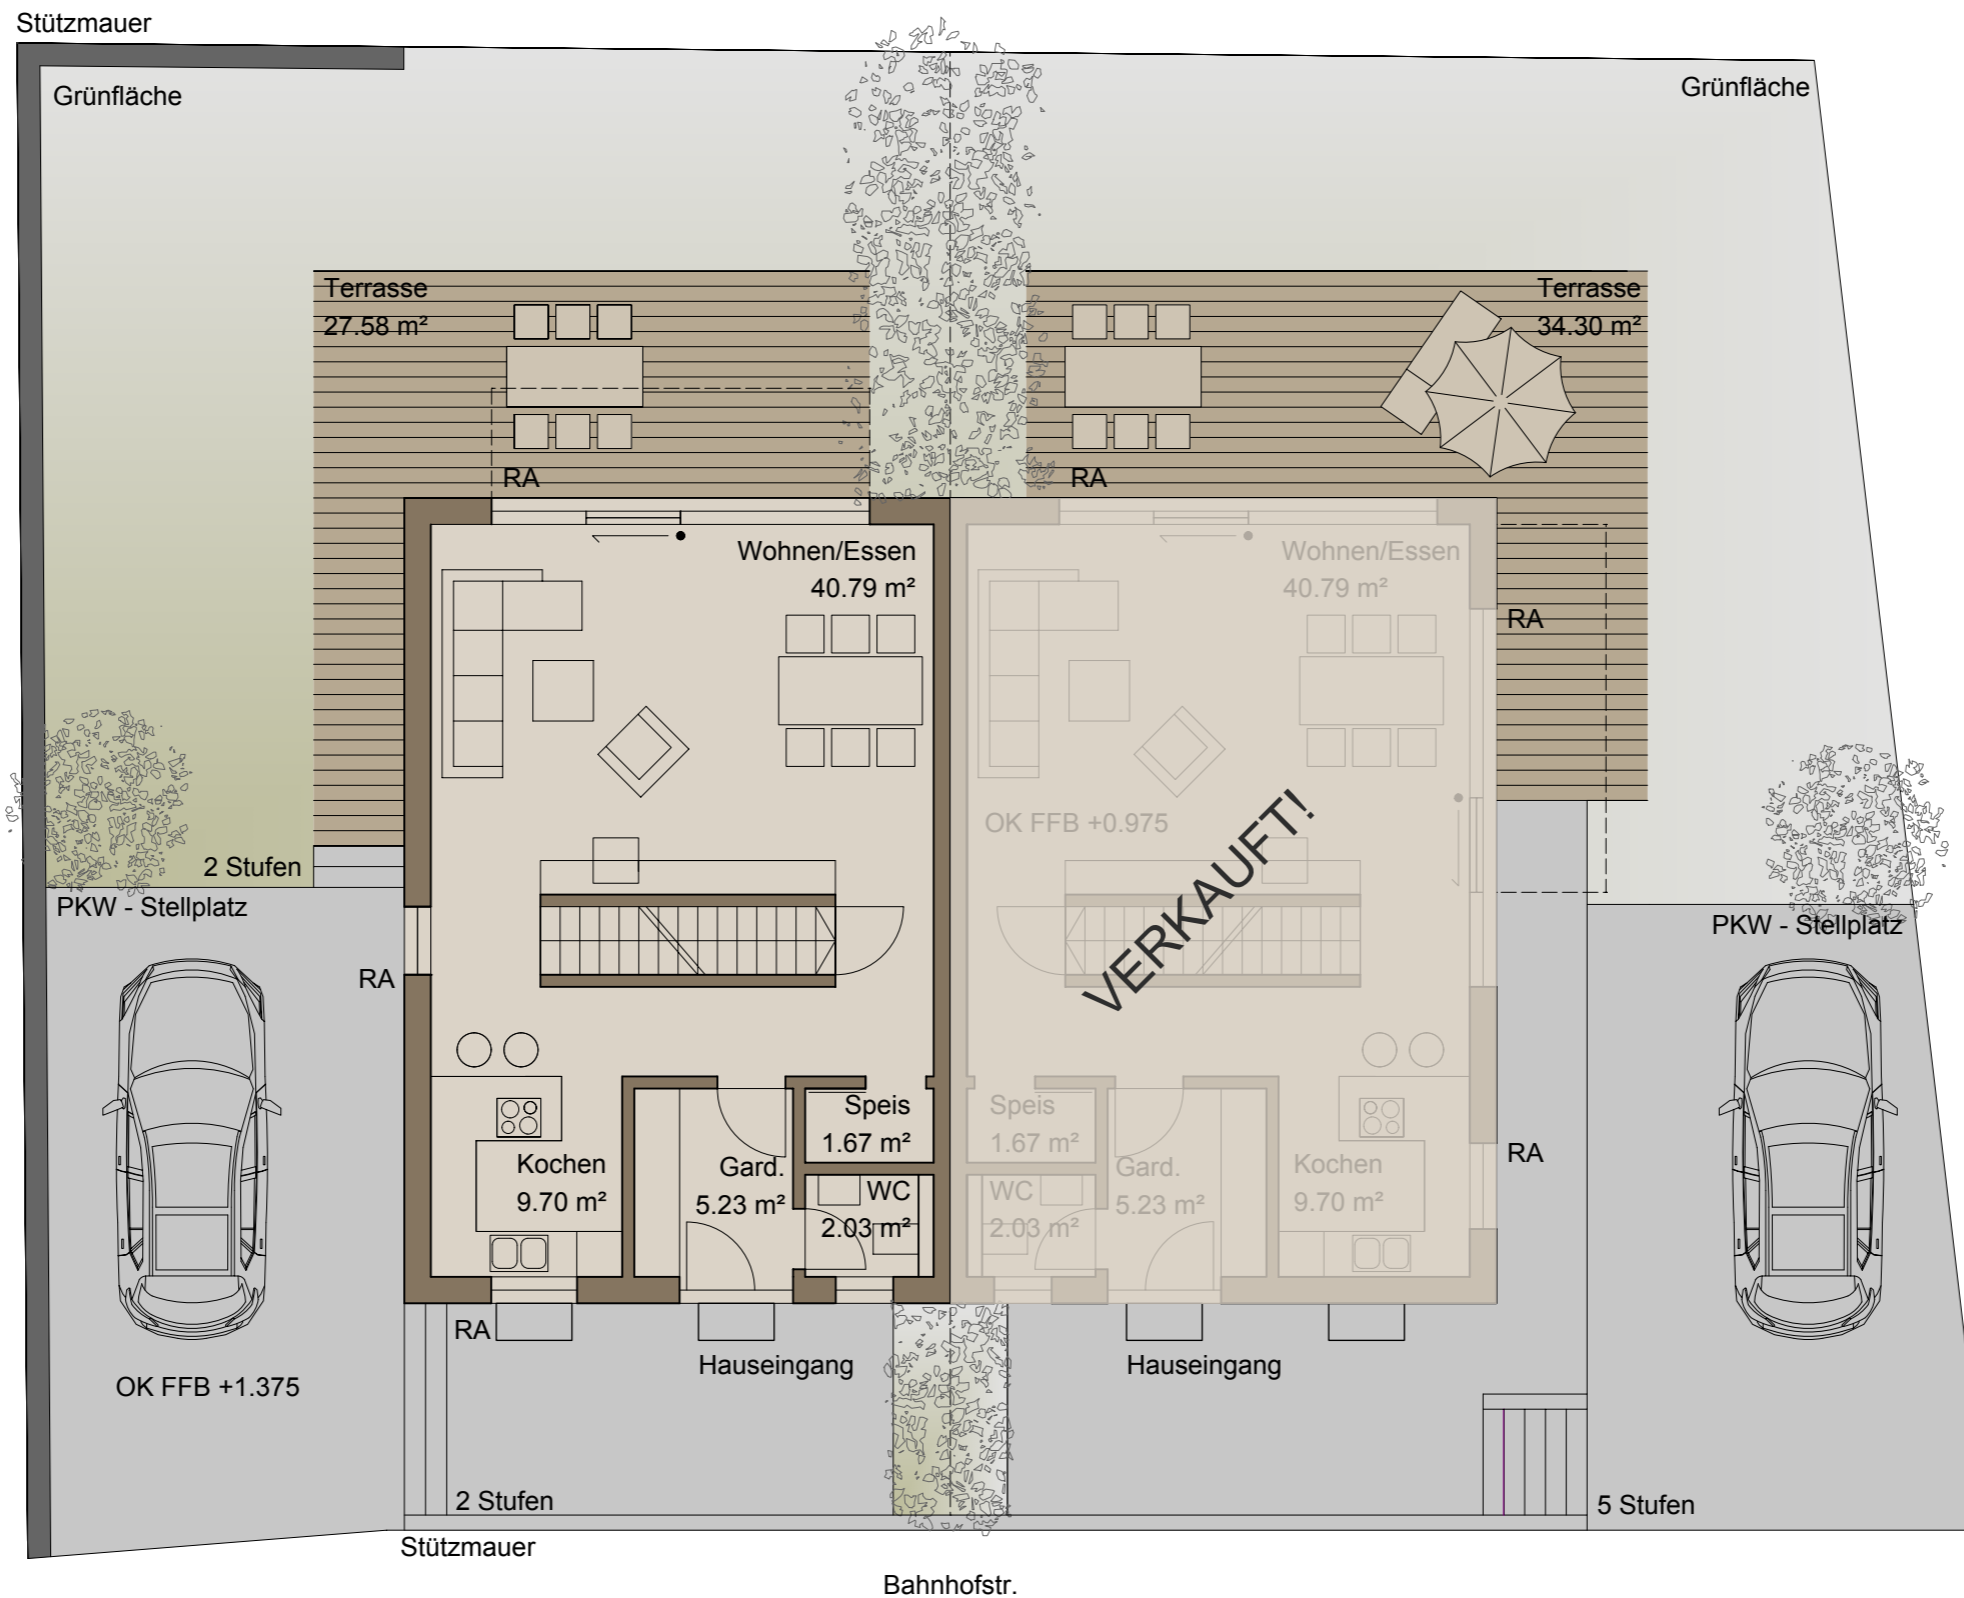 Stützmauer
Grünfläche
Grünfläche
Terrasse
27.58 m²
Terrasse
34.30 m²
RA
RA
Wohnen/Essen
40.79 m²
Wohnen/Essen
40.79 m²
RA
OK FFB +0.975
VERKAUFT!
2 Stufen
PKW - Stellplatz
PKW - Stellplatz
RA
Speis
1.67 m²
Speis
1.67 m²
Kochen
9.70 m²
Gard.
5.23 m²
WC
2.03 m²
WC
2.03 m²
Gard.
5.23 m²
Kochen
9.70 m²
RA
RA
Hauseingang
Hauseingang
OK FFB +1.375
2 Stufen
5 Stufen
Stützmauer
Bahnhofstr.